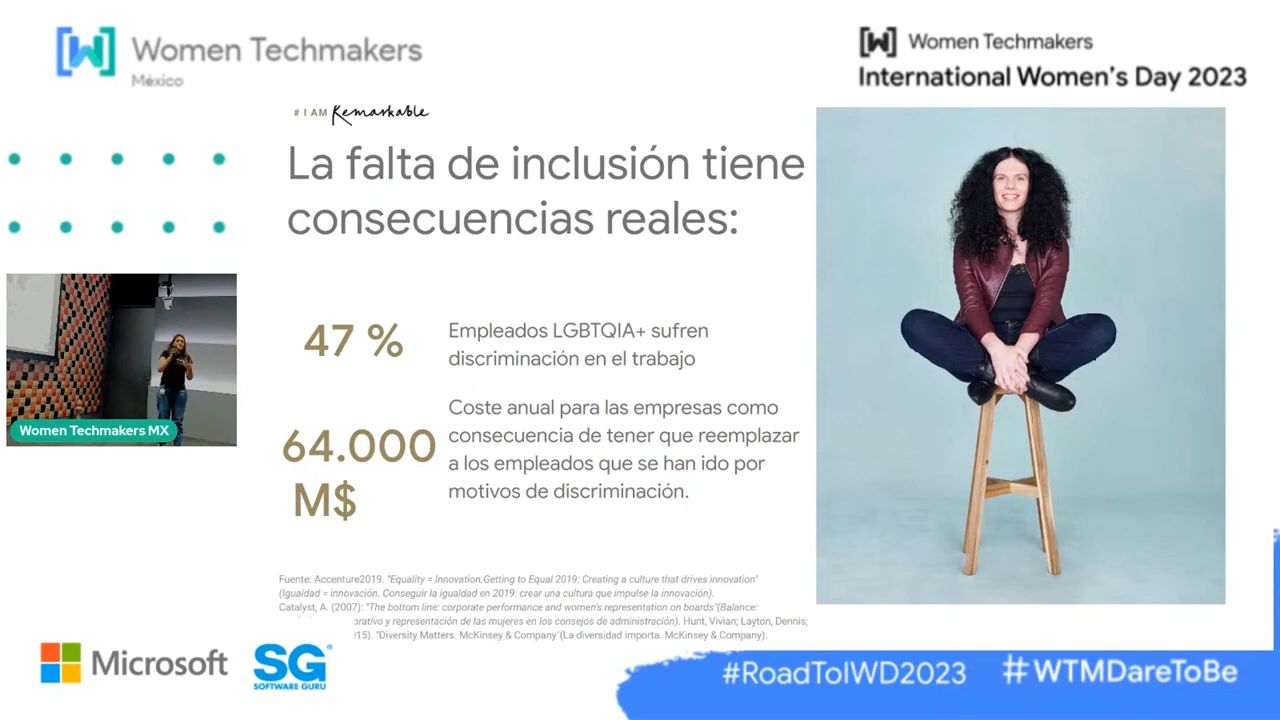 Women Techmakers
México
Women Techmakers
International Women's Day 2023
# I AM Remarkable
La falta de inclusión tiene
consecuencias reales:
47 %
Empleados LGBTQIA+ sufren
discriminación en el trabajo
64.000
M$
Coste anual para las empresas como
consecuencia de tener que reemplazar
a los empleados que se han ido por
motivos de discriminación.
Women Techmakers MX
Fuente: Accenture2019. "Equality = Innovation.Getting to Equal 2019: Creating a culture that drives innovation"
(Igualdad = innovación. Conseguir la igualdad en 2019: crear una cultura que impulse la innovación).
Catalyst, A. (2007): "The bottom line: corporate performance and women's representation on boards"(Balance:
y representación de las mujeres en los consejos de administración). Hunt, Vivian; Layton, Dennis;
"Diversity Matters. McKinsey & Company"(La diversidad importa. McKinsey & Company).
Microsoft
SG
SOFTWARE GURU
#RoadToIWD2023
#WTMDareToBe